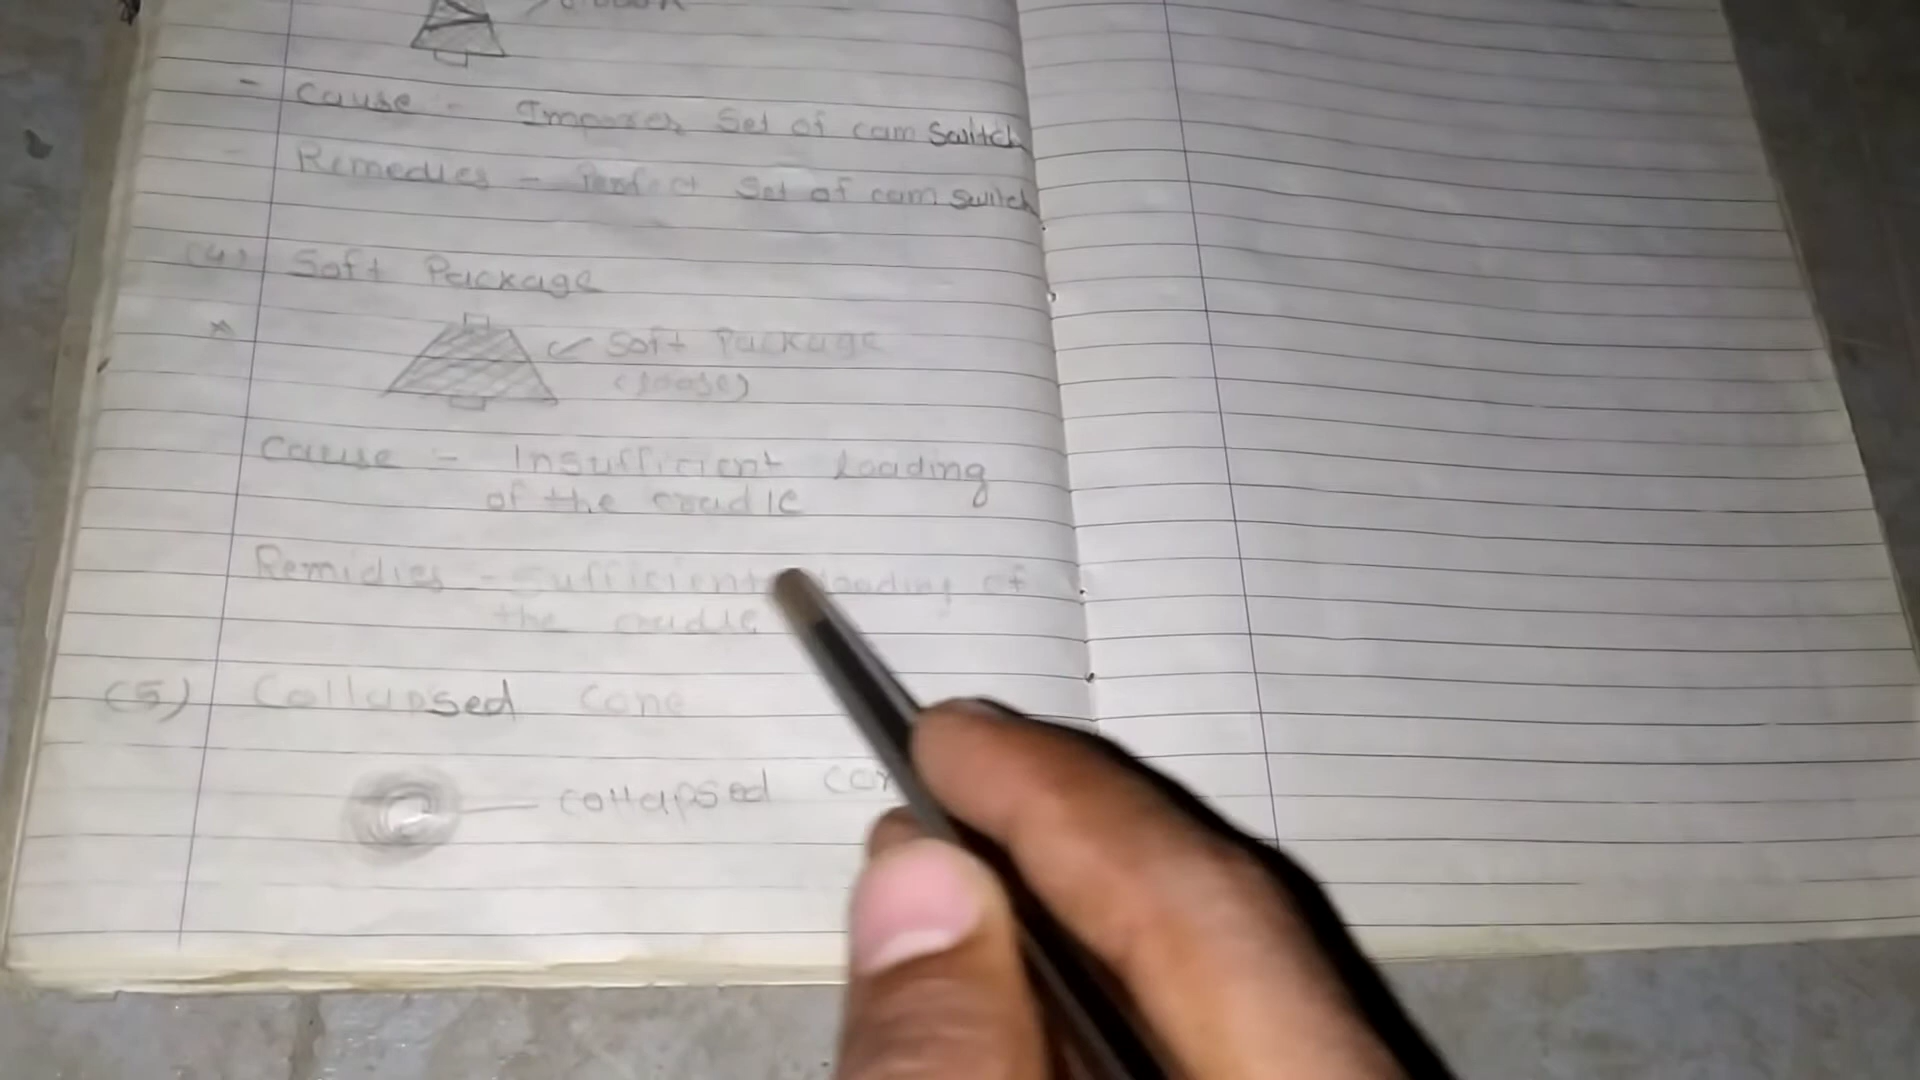 - Cause - Improper Set of cam Switch
- Remedies - Perfect Set of cam switch
(4) Soft Package
Soft Package
(loose)
Cause - Insufficient loading
of the cradle
Remidies - Sufficient loading of
the cradle
(5) Collapsed cone
collapsed